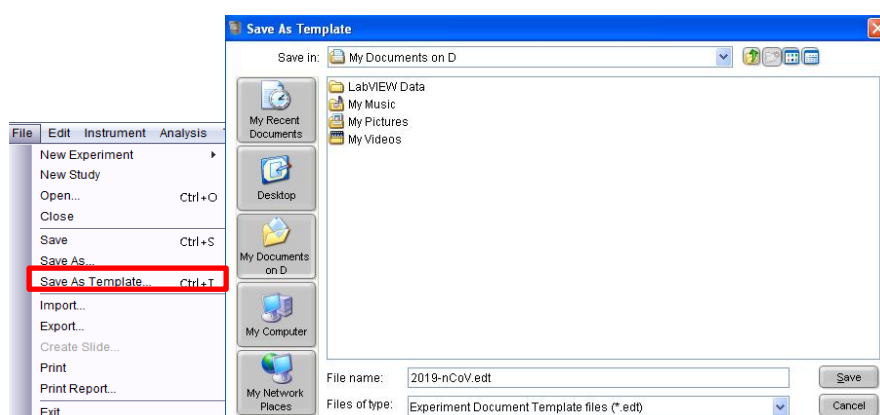 Save As Template
Save in: My Documents on D
LabVIEW Data
My Music
My Pictures
My Videos
My Recent
Documents
Desktop
My Documents
on D
My Computer
My Network
Places
File name: 2019-nCoV.edt Save
Files of type: Experiment Document Template files (*.edt) Cancel
File Edit Instrument Analysis
New Experiment
New Study
Open... Ctrl+O
Close
Save Ctrl+S
Save As...
Save As Template... Ctrl+T
Import...
Export...
Create Slide...
Print
Print Report...
Exit